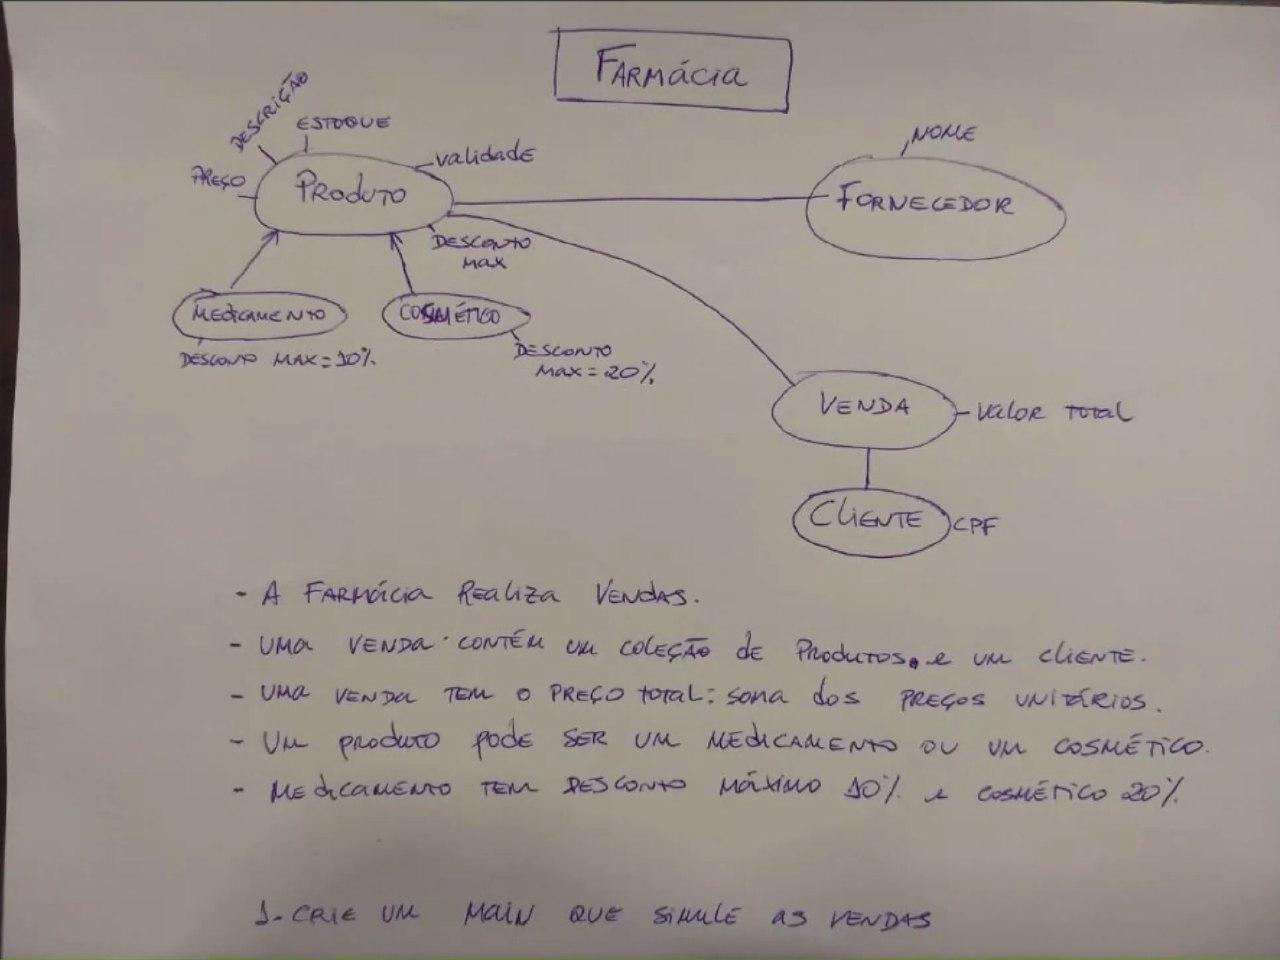 FARMÁCIA
DESCRIÇÃO
ESTOQUE
PREÇO
PRODUTO
validade
NOME
FORNECEDOR
DESCONTO
MAX
MEDICAMENTO
DESCONTO MAX=10%
COSMÉTICO
DESCONTO
MAX=20%
VENDA
VALOR TOTAL
CLIENTE
CPF
- A FARMÁCIA REALIZA VENDAS.
- UMA VENDA CONTÉM UM COLEÇÃO de PRODUTOS. e UM CLIENTE.
- UMA VENDA TEM O PREÇO TOTAL: SOMA dos PREÇOS UNITÁRIOS.
- UM PRODUTO PODE SER UM MEDICAMENTO OU UM COSMÉTICO.
- MEDICAMENTO TEM DESCONTO MÁXIMO 10% e COSMÉTICO 20%
1- CRIE UM MAIN QUE SIMULE AS VENDAS